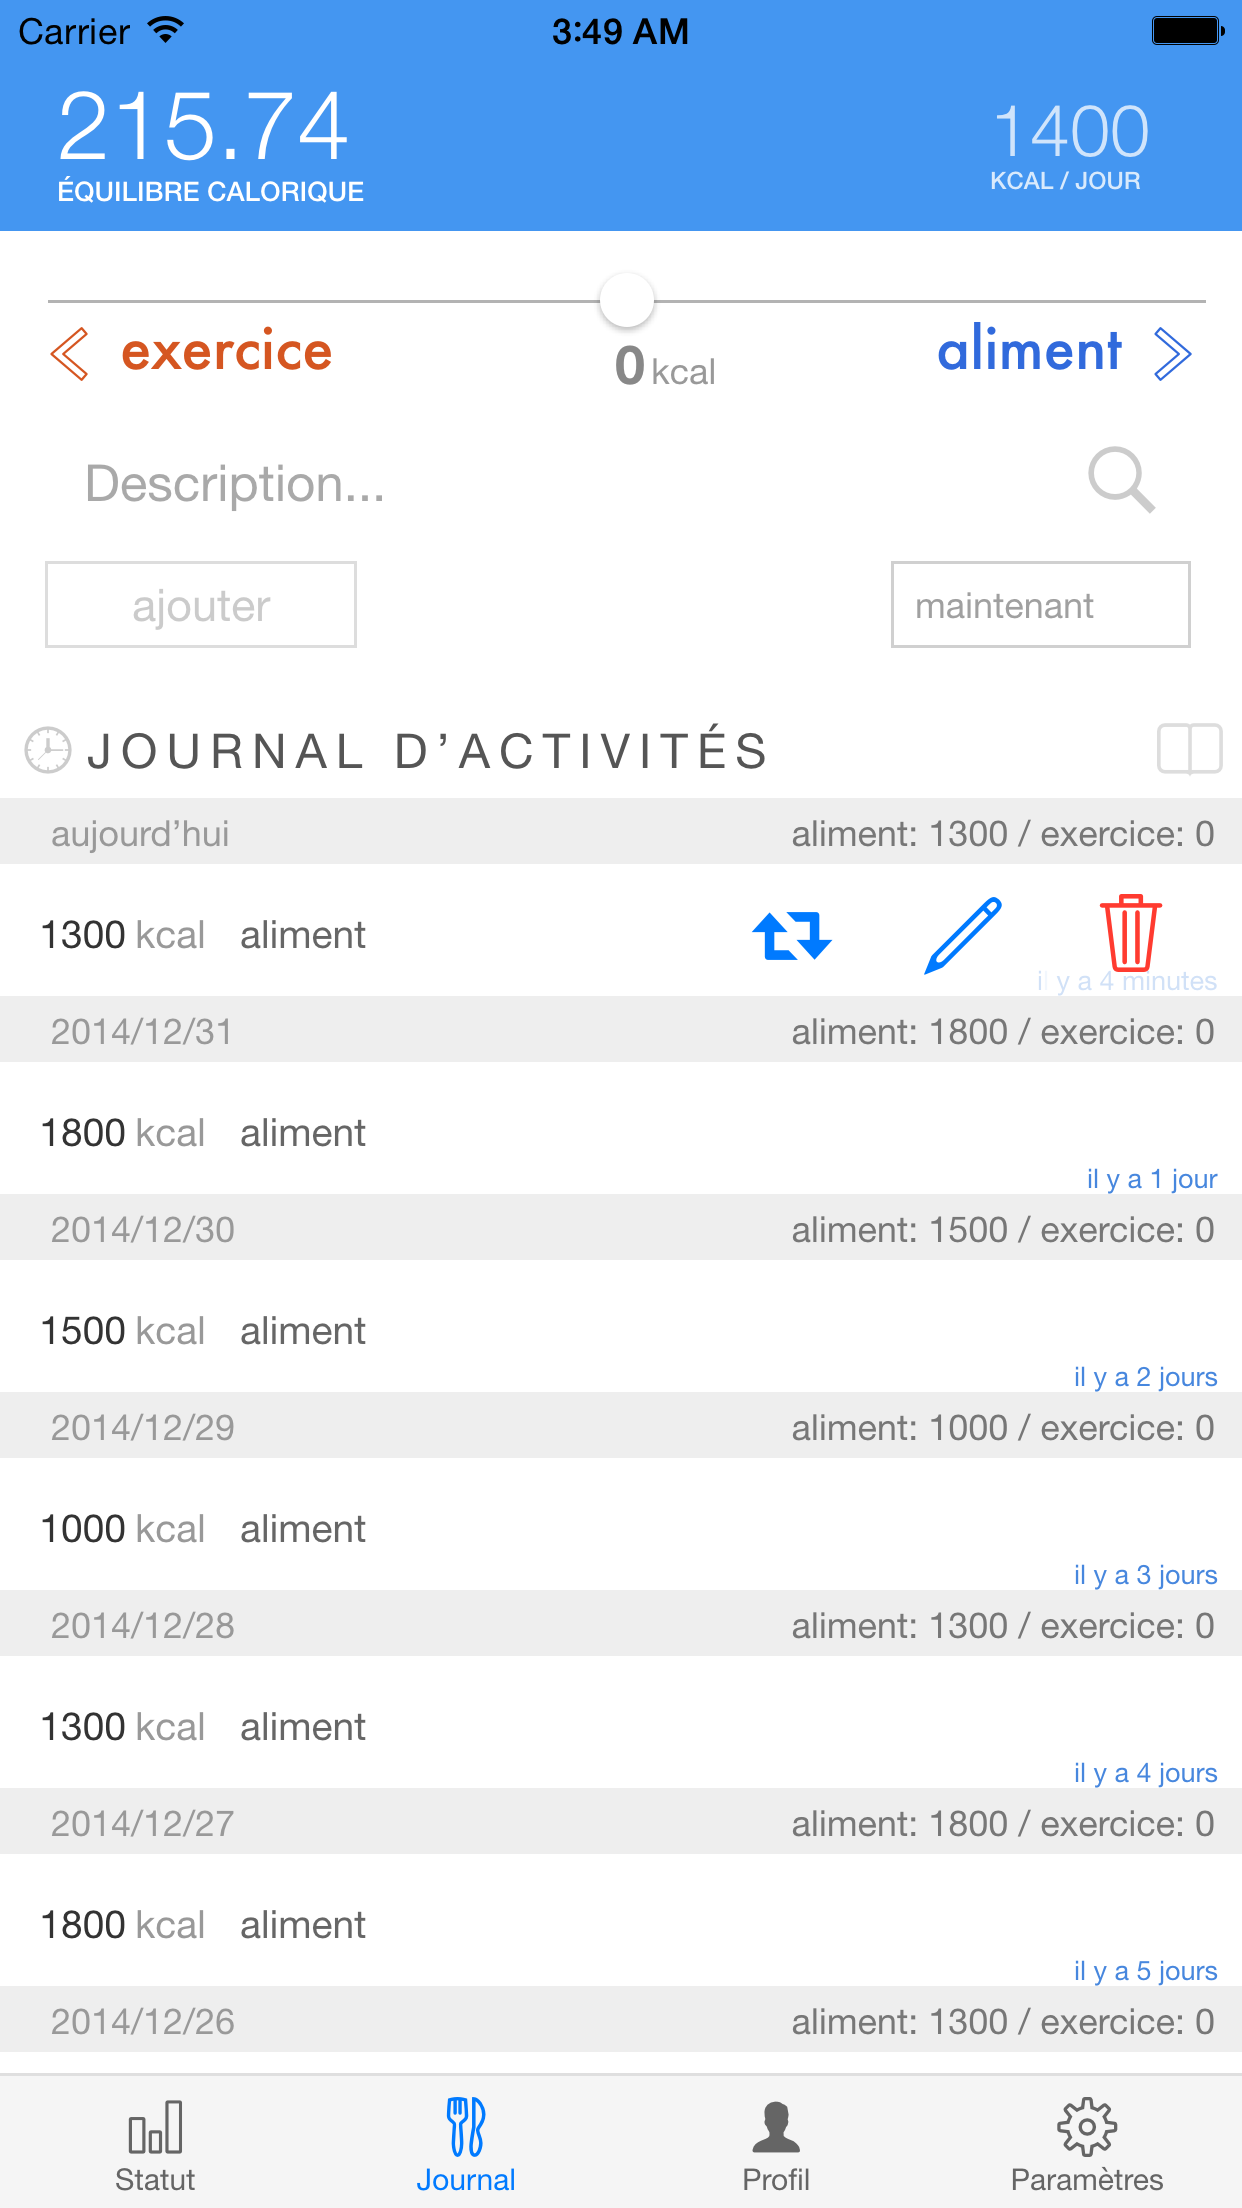 Carrier 3:49 AM
215.74 1400
ÉQUILIBRE CALORIQUE KCAL / JOUR
exercice 0 kcal aliment
Description...
ajouter maintenant
JOURNAL D’ACTIVITÉS
aujourd’hui aliment: 1300 / exercice: 0
1300 kcal aliment
il y a 4 minutes
2014/12/31 aliment: 1800 / exercice: 0
1800 kcal aliment
il y a 1 jour
2014/12/30 aliment: 1500 / exercice: 0
1500 kcal aliment
il y a 2 jours
2014/12/29 aliment: 1000 / exercice: 0
1000 kcal aliment
il y a 3 jours
2014/12/28 aliment: 1300 / exercice: 0
1300 kcal aliment
il y a 4 jours
2014/12/27 aliment: 1800 / exercice: 0
1800 kcal aliment
il y a 5 jours
2014/12/26 aliment: 1300 / exercice: 0
Statut Journal Profil Paramètres